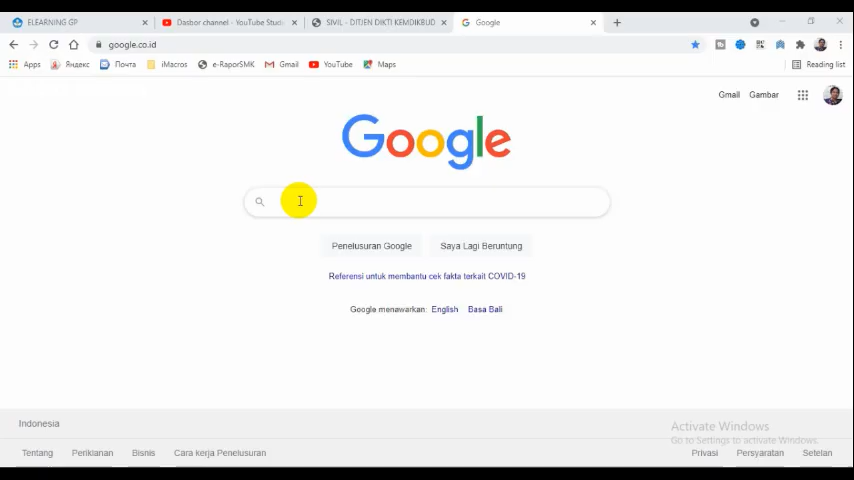 ELEARNING GP
Dasbor channel - YouTube Studi
SIVIL - DITJEN DIKTI KEMDIKBUD
Google
google.co.id
Apps
Яндекс
Почта
iMacros
e-RaporSMK
Gmail
YouTube
Maps
Reading list
Gmail
Gambar
Google
Penelusuran Google
Saya Lagi Beruntung
Referensi untuk membantu cek fakta terkait COVID-19
Google menawarkan: English Basa Bali
Indonesia
Activate Windows
Go to Settings to activate Windows.
Tentang
Periklanan
Bisnis
Cara kerja Penelusuran
Privasi
Persyaratan
Setelan